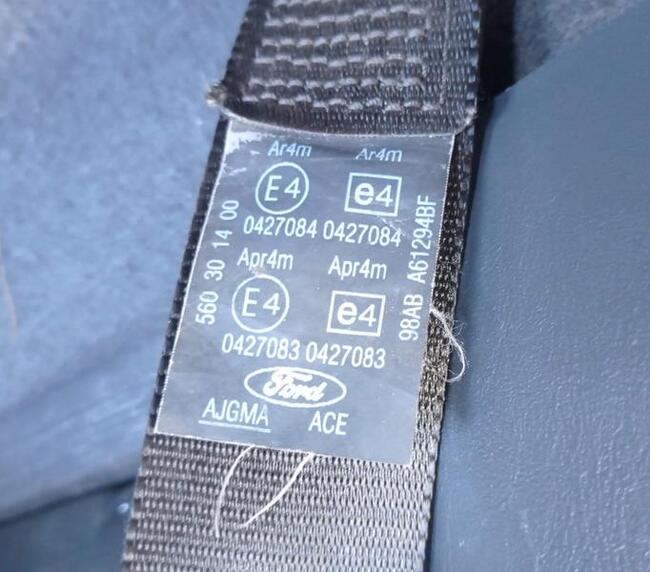 Ar4m Ar4m
E4 e4
0427084 0427084
Apr4m Apr4m
E4 e4
0427083 0427083
Ford
AJGMA ACE
560 30 14 00
98AB A61294BF